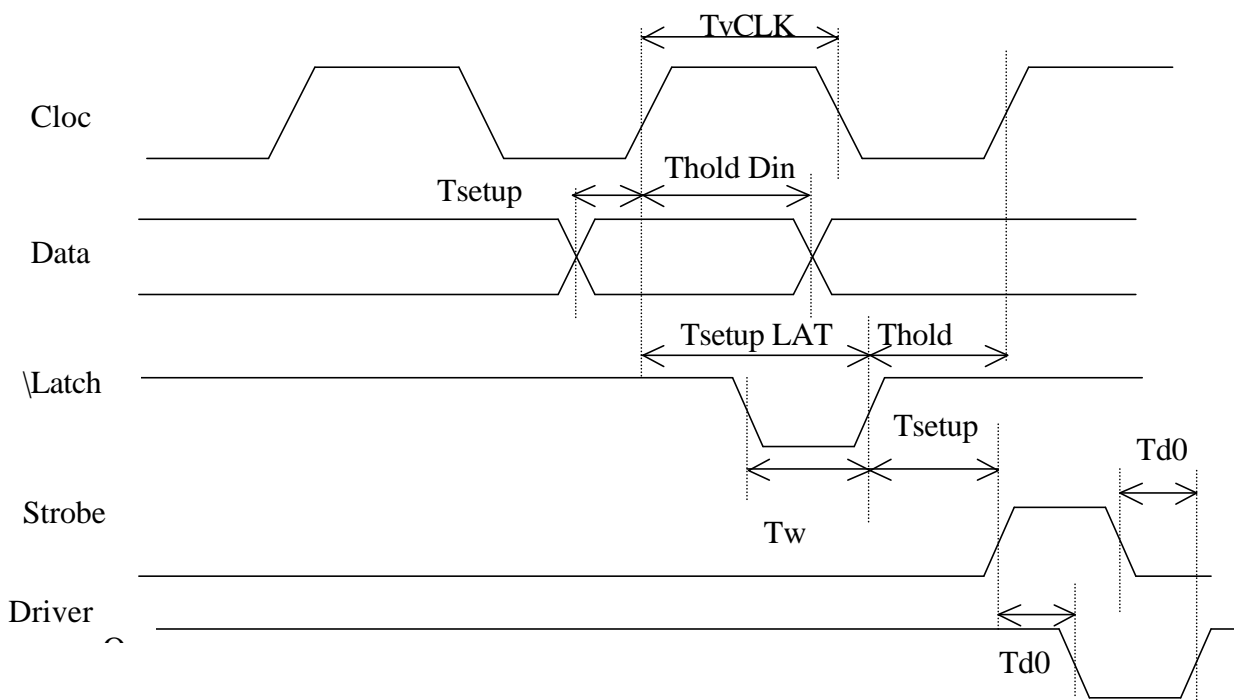 TvCLK
Cloc
Thold Din
Tsetup
Data
Tsetup LAT
Thold
\Latch
Tsetup
Td0
Strobe
Tw
Driver
Td0